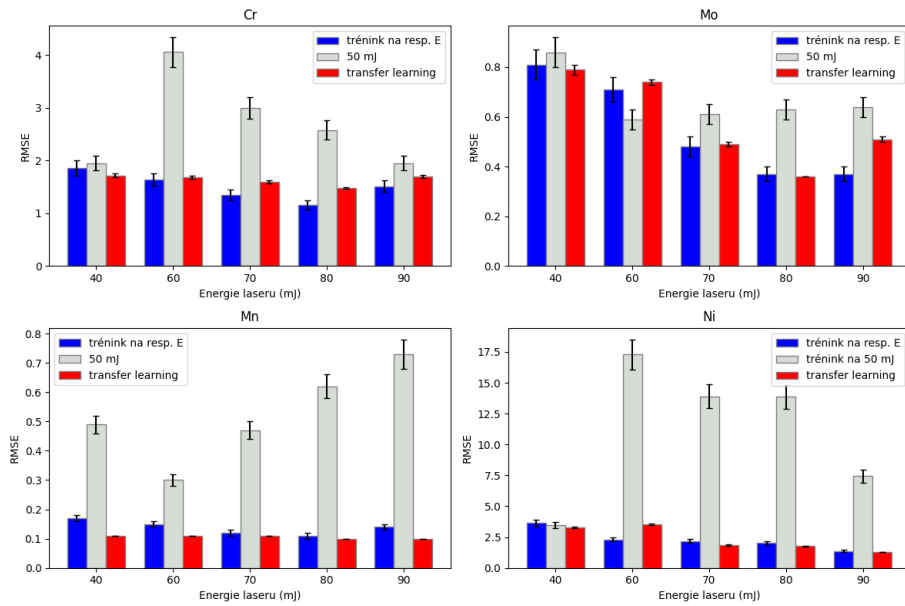 Cr
RMSE
4
3
2
1
0
trénink na resp. E
50 mJ
transfer learning
40 60 70 80 90
Energie laseru (mJ)
Mo
RMSE
0.8
0.6
0.4
0.2
0.0
trénink na resp. E
50 mJ
transfer learning
40 60 70 80 90
Energie laseru (mJ)
Mn
RMSE
0.8
0.7
0.6
0.5
0.4
0.3
0.2
0.1
0.0
trénink na resp. E
50 mJ
transfer learning
40 60 70 80 90
Energie laseru (mJ)
Ni
RMSE
17.5
15.0
12.5
10.0
7.5
5.0
2.5
0.0
trénink na resp. E
trénink na 50 mJ
transfer learning
40 60 70 80 90
Energie laseru (mJ)